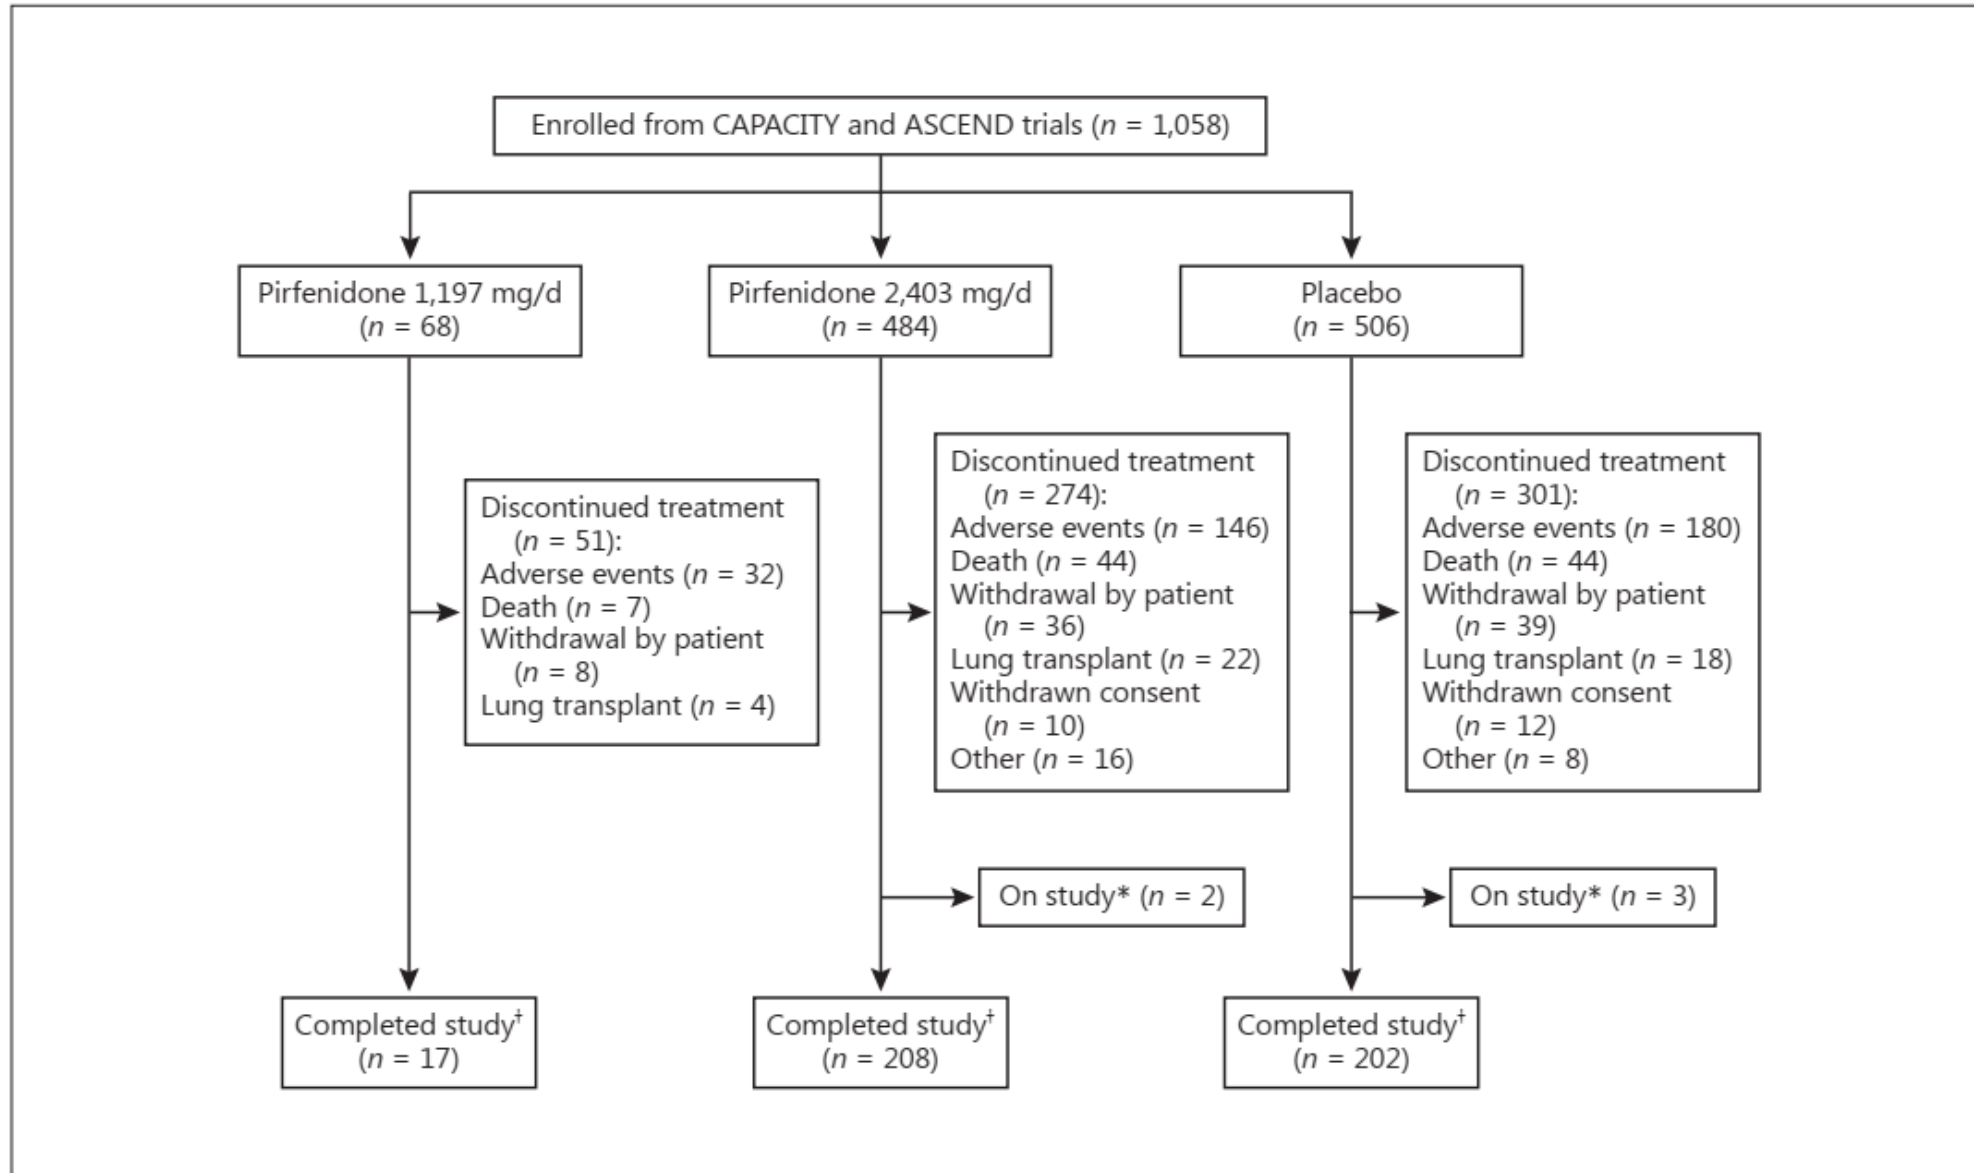 Enrolled from CAPACITY and ASCEND trials (n = 1,058)
Pirfenidone 1,197 mg/d
(n = 68)
Pirfenidone 2,403 mg/d
(n = 484)
Placebo
(n = 506)
Discontinued treatment
(n = 51):
Adverse events (n = 32)
Death (n = 7)
Withdrawal by patient
(n = 8)
Lung transplant (n = 4)
Discontinued treatment
(n = 274):
Adverse events (n = 146)
Death (n = 44)
Withdrawal by patient
(n = 36)
Lung transplant (n = 22)
Withdrawn consent
(n = 10)
Other (n = 16)
Discontinued treatment
(n = 301):
Adverse events (n = 180)
Death (n = 44)
Withdrawal by patient
(n = 39)
Lung transplant (n = 18)
Withdrawn consent
(n = 12)
Other (n = 8)
On study* (n = 2)
On study* (n = 3)
Completed study†
(n = 17)
Completed study†
(n = 208)
Completed study†
(n = 202)